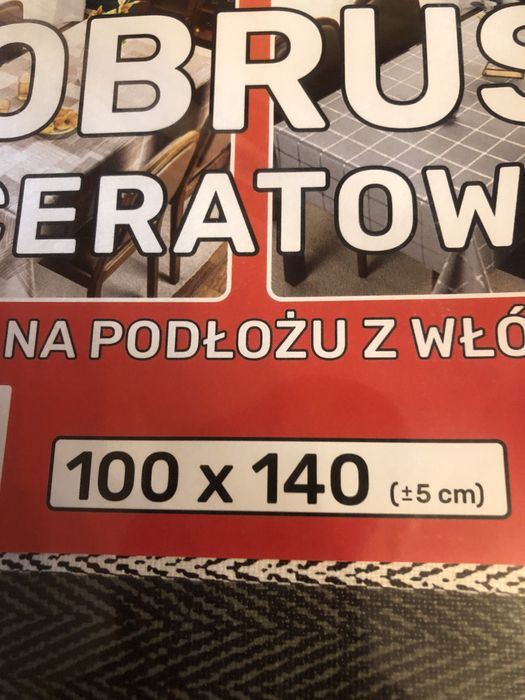 OBRUS
CERATOW
NA PODŁOŻU Z WŁÓ
100 x 140 (±5 cm)